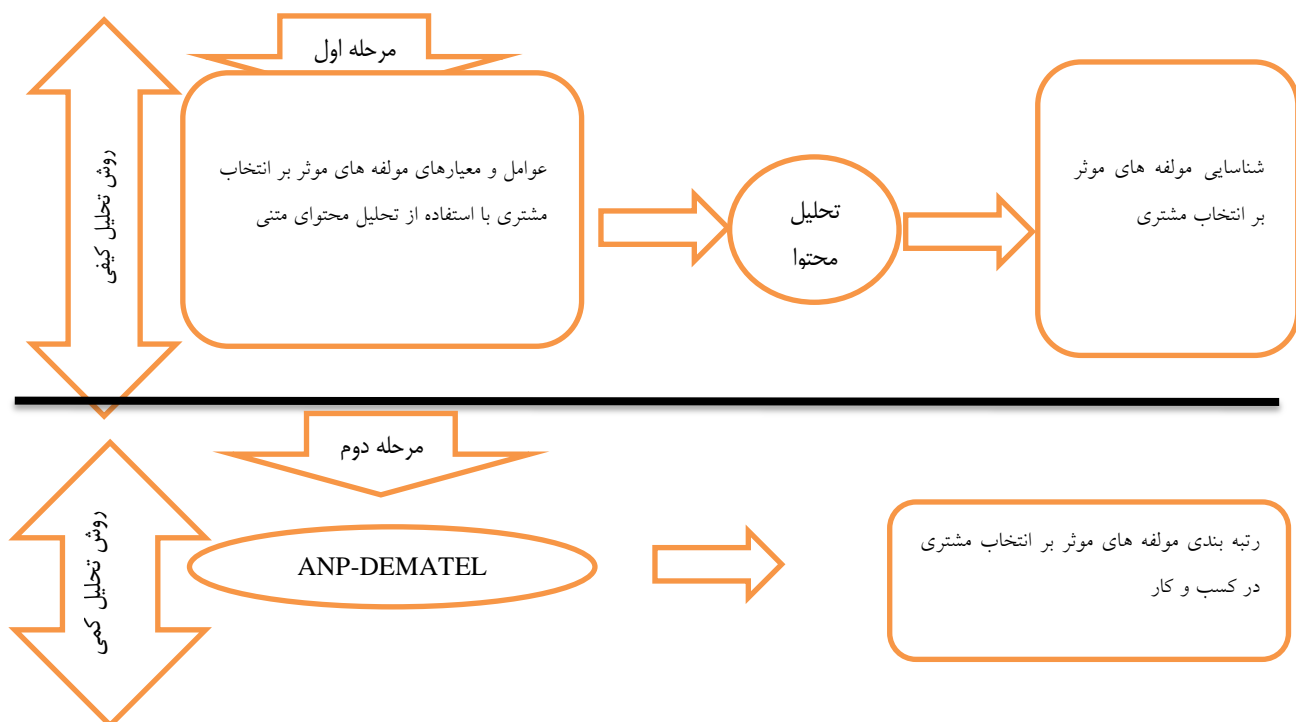 مرحله اول
روش تحلیل کیفی
عوامل و معیارهای مولفه های موثر بر انتخاب
مشتری با استفاده از تحلیل محتوای متنی
تحلیل
محتوا
شناسایی مولفه های موثر
بر انتخاب مشتری
مرحله دوم
روش تحلیل کمی
ANP-DEMATEL
رتبه بندی مولفه های موثر بر انتخاب مشتری
در کسب و کار